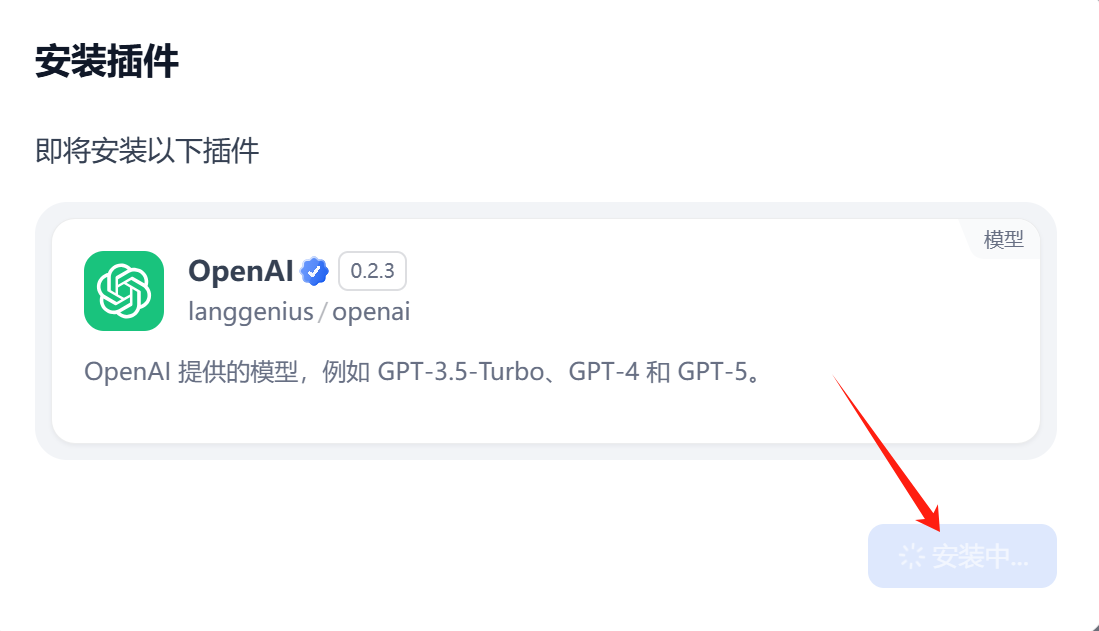 安装插件
即将安装以下插件
模型
OpenAI 0.2.3
langgenius / openai
OpenAI 提供的模型，例如 GPT-3.5-Turbo、GPT-4 和 GPT-5。
安装中...